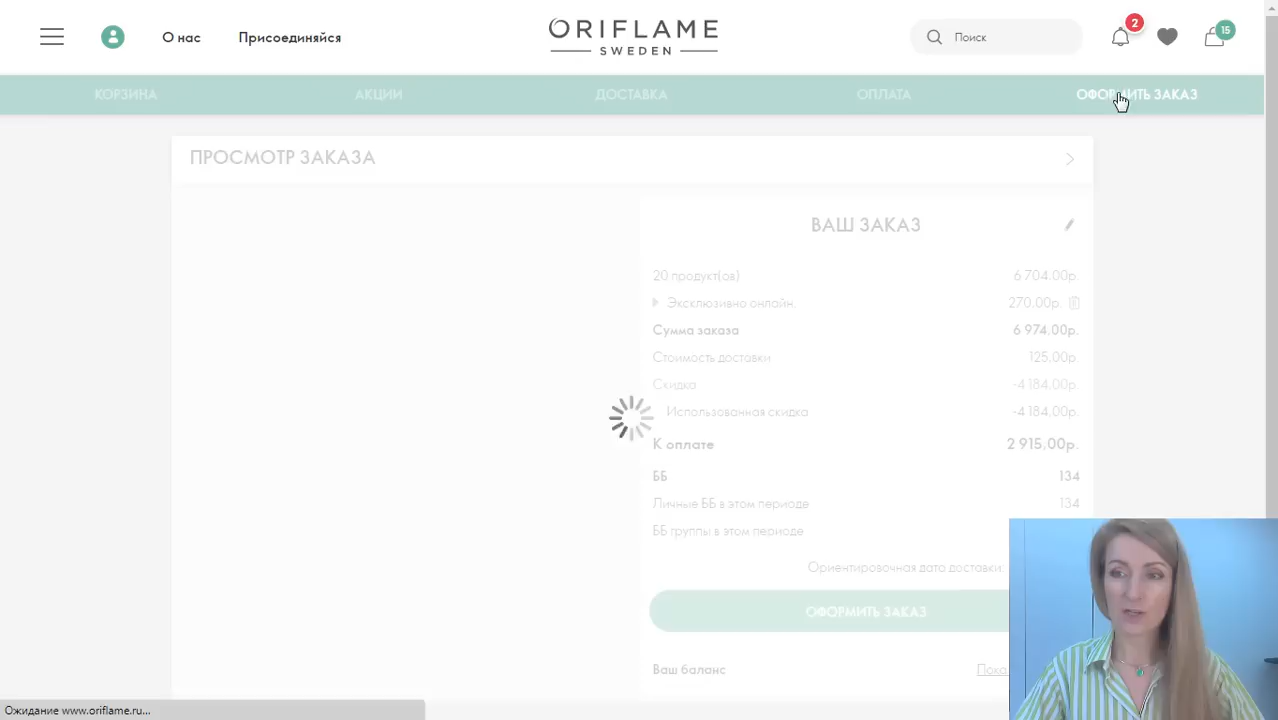 О нас
Присоединяйся
ORIFLAME
SWEDEN
Поиск
2
15
КОРЗИНА
АКЦИИ
ДОСТАВКА
ОПЛАТА
ОФОРМИТЬ ЗАКАЗ
ПРОСМОТР ЗАКАЗА
ВАШ ЗАКАЗ
20 продукт(ов) 6 704.00р.
Эксклюзивно онлайн. 270.00р.
Сумма заказа 6 974,00р.
Стоимость доставки 125.00р.
Скидка -4 184,00р.
Использованная скидка -4 184,00р.
К оплате 2 915,00р.
ББ 134
Личные ББ в этом периоде 134
ББ группы в этом периоде
Ориентировочная дата доставки:
ОФОРМИТЬ ЗАКАЗ
Ваш баланс
Ожидание www.oriflame.ru...